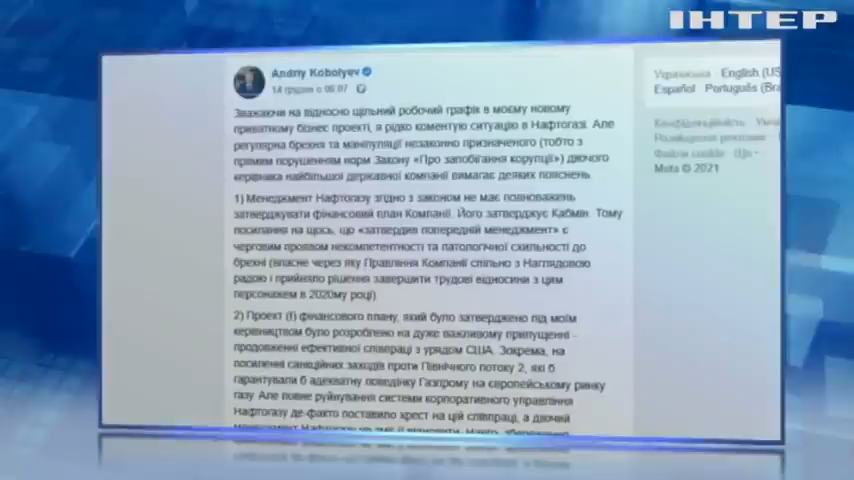 ІНТЕР
Andriy Kobolyev
14 грудня о 06:07
Зважаючи на відносно щільний робочий графік в моєму новому
приватному бізнес проекті, я рідко коментую ситуацію в Нафтогазі. Але
регулярна брехня та маніпуляції незаконно призначеного (тобто з
прямим порушенням норм Закону «Про запобігання корупції») діючого
керівника найбільшої державної компанії вимагає деяких пояснень
1) Менеджмент Нафтогазу згідно з законом не має повноважень
затверджувати фінансовий план Компанії. Його затверджує Кабмін. Тому
посилання на щось, що «затвердив попередній менеджмент» є
черговим проявом некомпетентності та патологічної схильності до
брехні (власне через яку Правління Компанії спільно з Наглядовою
радою і прийняло рішення завершити трудові відносини з цим
персонажем в 2020му році)
2) Проект (!) фінансового плану, який було затверджено під моїм
керівництвом було розроблено на дуже важливому припущенні -
продовженні ефективної співпраці з урядом США. Зокрема, на
посиленні санкційних заходів проти Північного потоку 2, які б
гарантували б адекватну поведінку Газпрому на європейському ринку
газу. Але повне руйнування системи корпоративного управління
Нафтогазу де-факто поставило хрест на цій співпраці, а діючий
Українська · English (US
Español · Português (Bra
Конфіденційність · Умо
Розміщення реклами ·
Файли cookie · Ще
Meta © 2021